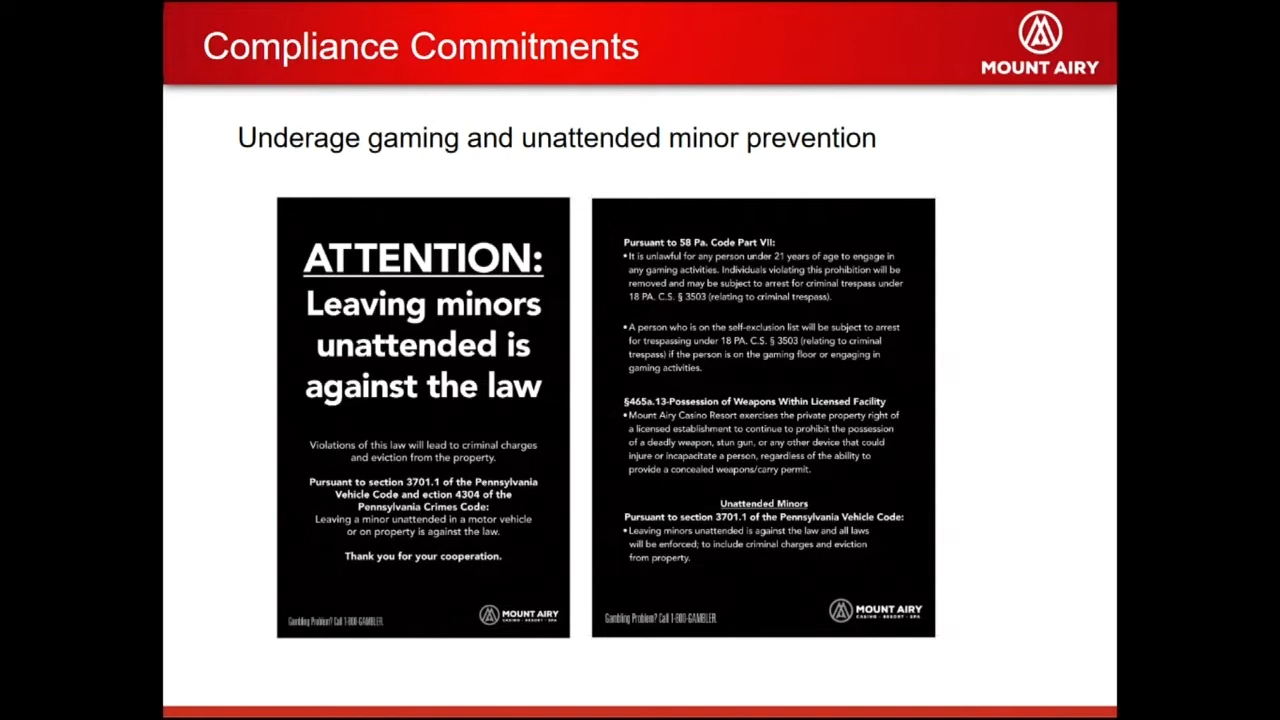 Compliance Commitments
MOUNT AIRY
Underage gaming and unattended minor prevention
ATTENTION:
Leaving minors
unattended is
against the law
Violations of this law will lead to criminal charges
and eviction from the property.
Pursuant to section 3701.1 of the Pennsylvania
Vehicle Code and ection 4304 of the
Pennsylvania Crimes Code:
Leaving a minor unattended in a motor vehicle
or on property is against the law.
Thank you for your cooperation.
Gambling Problem? Call 1-800-GAMBLER.
MOUNT AIRY
CASINO · RESORT · SPA
Pursuant to 58 Pa. Code Part VII:
• It is unlawful for any person under 21 years of age to engage in
any gaming activities. Individuals violating this prohibition will be
removed and may be subject to arrest for criminal trespass under
18 PA. C.S. § 3503 (relating to criminal trespass).
• A person who is on the self-exclusion list will be subject to arrest
for trespassing under 18 PA. C.S. § 3503 (relating to criminal
trespass) if the person is on the gaming floor or engaging in
gaming activities.
§465a.13-Possession of Weapons Within Licensed Facility
• Mount Airy Casino Resort exercises the private property right of
a licensed establishment to continue to prohibit the possession
of a deadly weapon, stun gun, or any other device that could
injure or incapacitate a person, regardless of the ability to
provide a concealed weapons/carry permit.
Unattended Minors
Pursuant to section 3701.1 of the Pennsylvania Vehicle Code:
• Leaving minors unattended is against the law and all laws
will be enforced; to include criminal charges and eviction
from property.
Gambling Problem? Call 1-800-GAMBLER.
MOUNT AIRY
CASINO · RESORT · SPA